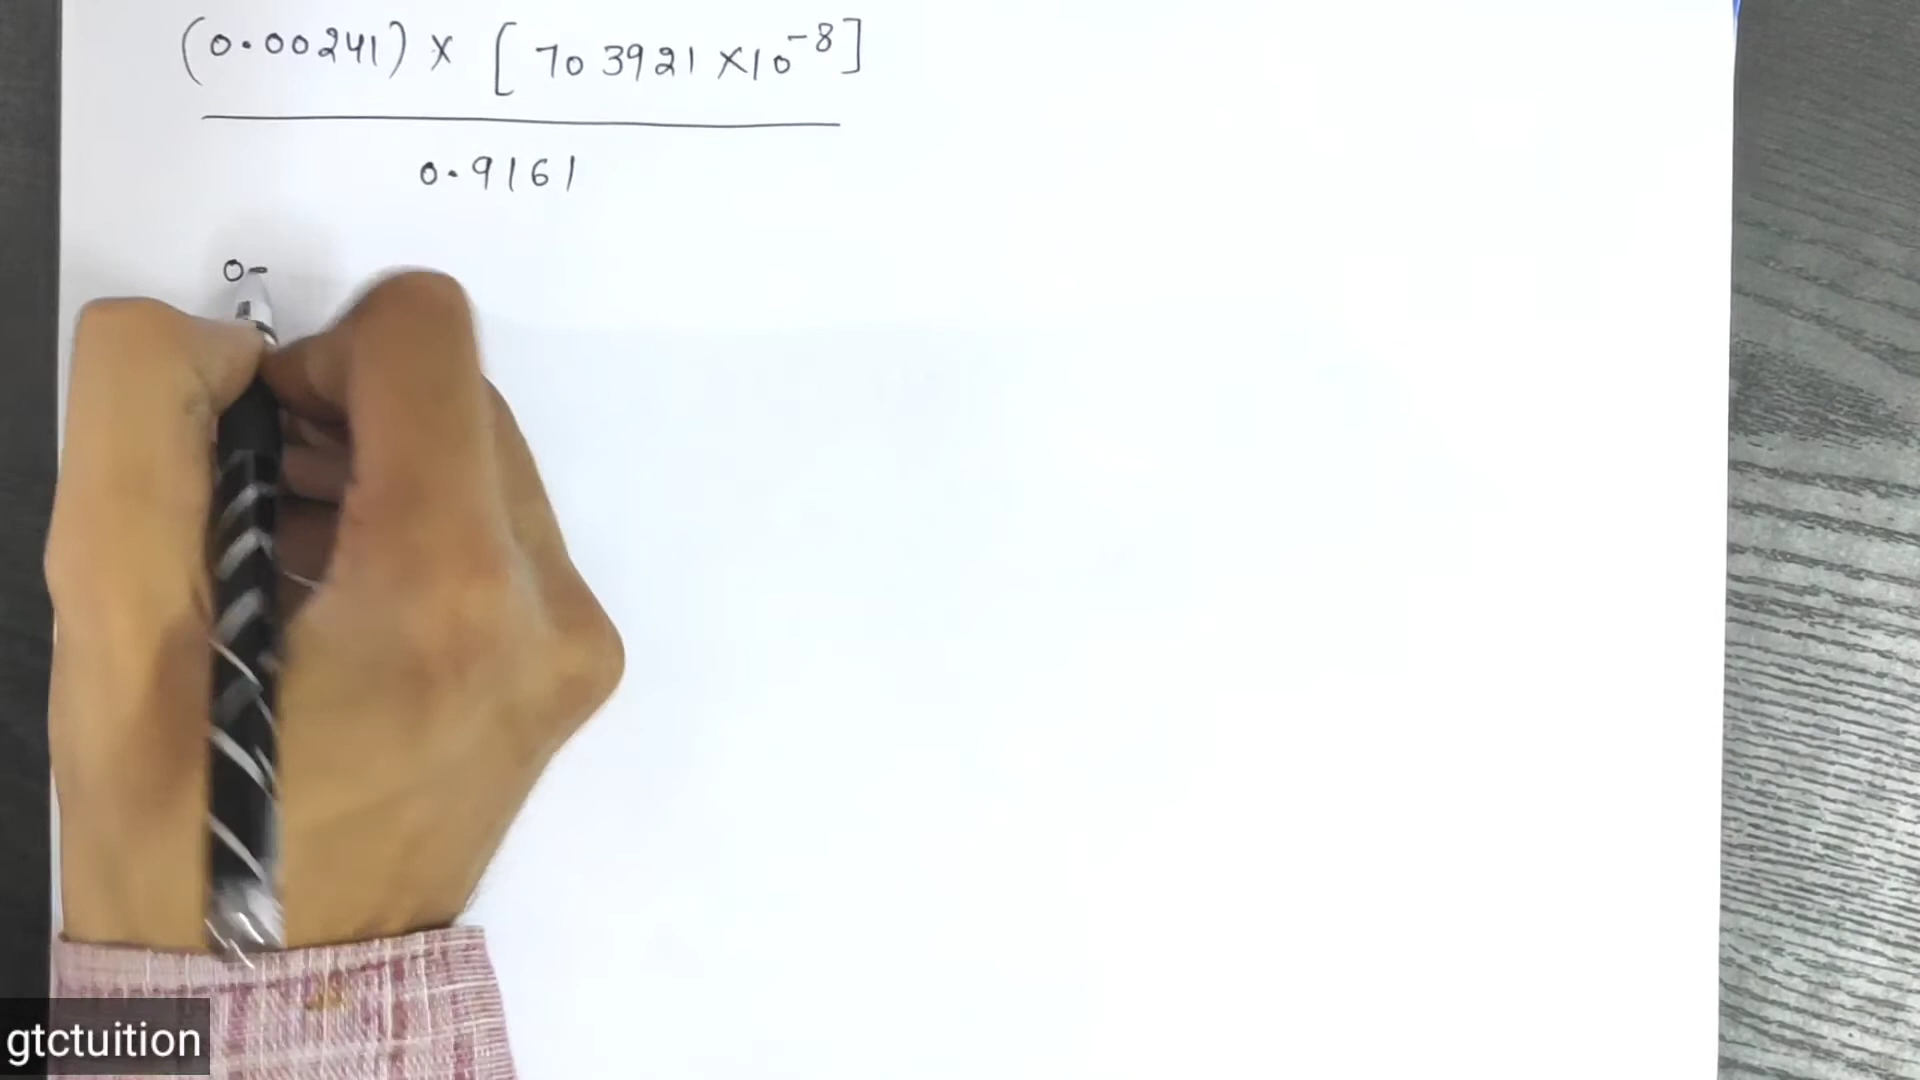 (0.00241) × [703921 ×10⁻⁸]
0.9161
0-
gtctuition